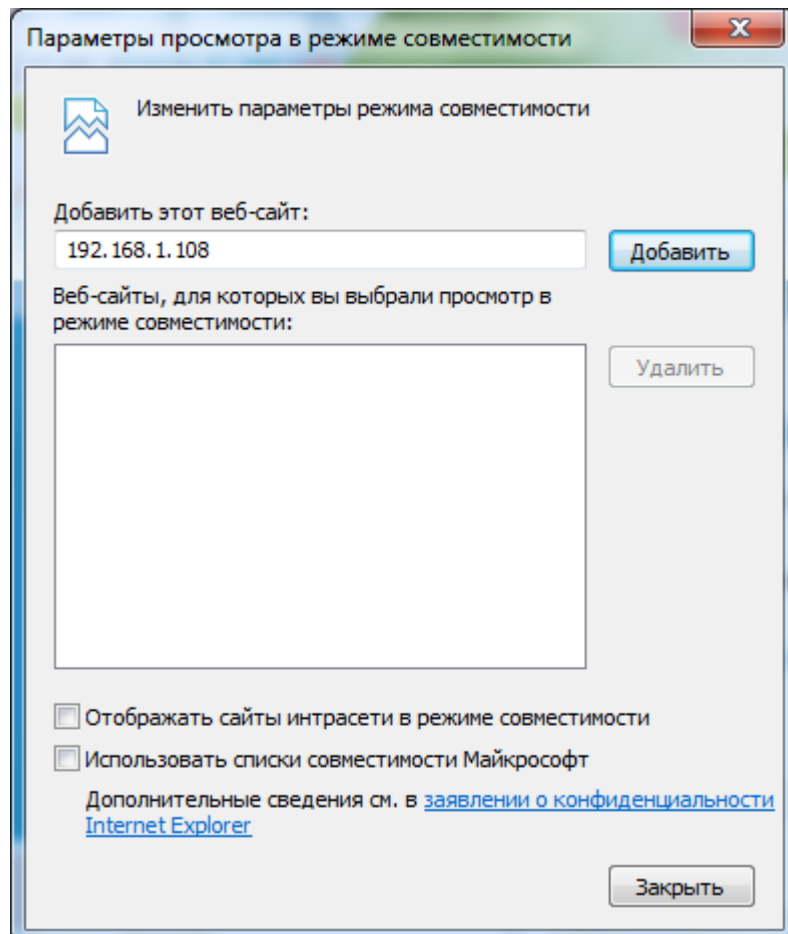 Параметры просмотра в режиме совместимости
Изменить параметры режима совместимости
Добавить этот веб-сайт:
192.168.1.108
Добавить
Веб-сайты, для которых вы выбрали просмотр в
режиме совместимости:
Удалить
Отображать сайты интрасети в режиме совместимости
Использовать списки совместимости Майкрософт
Дополнительные сведения см. в заявлении о конфиденциальности
Internet Explorer
Закрыть